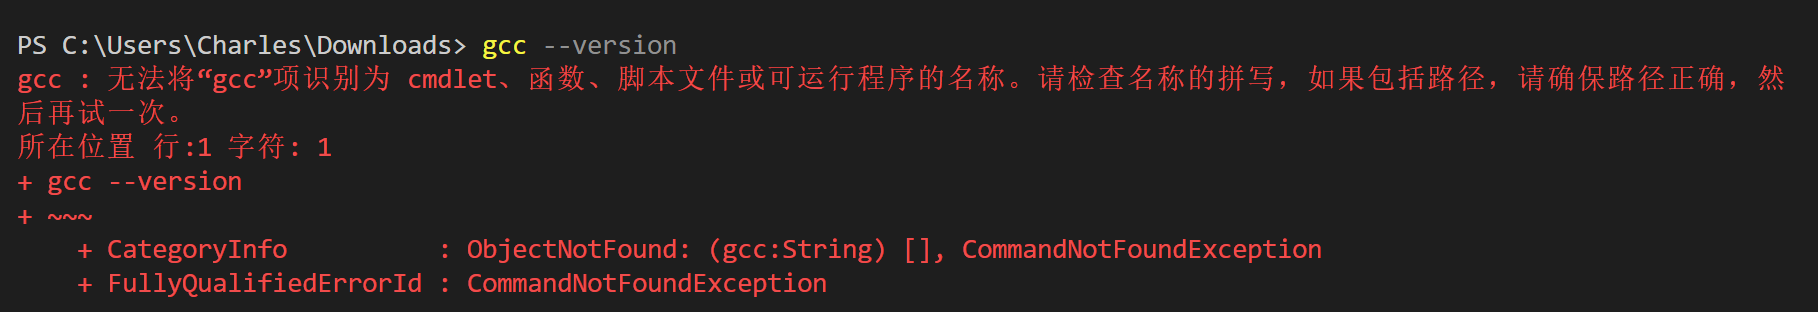 PS C:\Users\Charles\Downloads> gcc --version
gcc : 无法将“gcc”项识别为 cmdlet、函数、脚本文件或可运行程序的名称。请检查名称的拼写，如果包括路径，请确保路径正确，然
后再试一次。
所在位置 行:1 字符: 1
+ gcc --version
+ ~~~
    + CategoryInfo          : ObjectNotFound: (gcc:String) [], CommandNotFoundException
    + FullyQualifiedErrorId : CommandNotFoundException